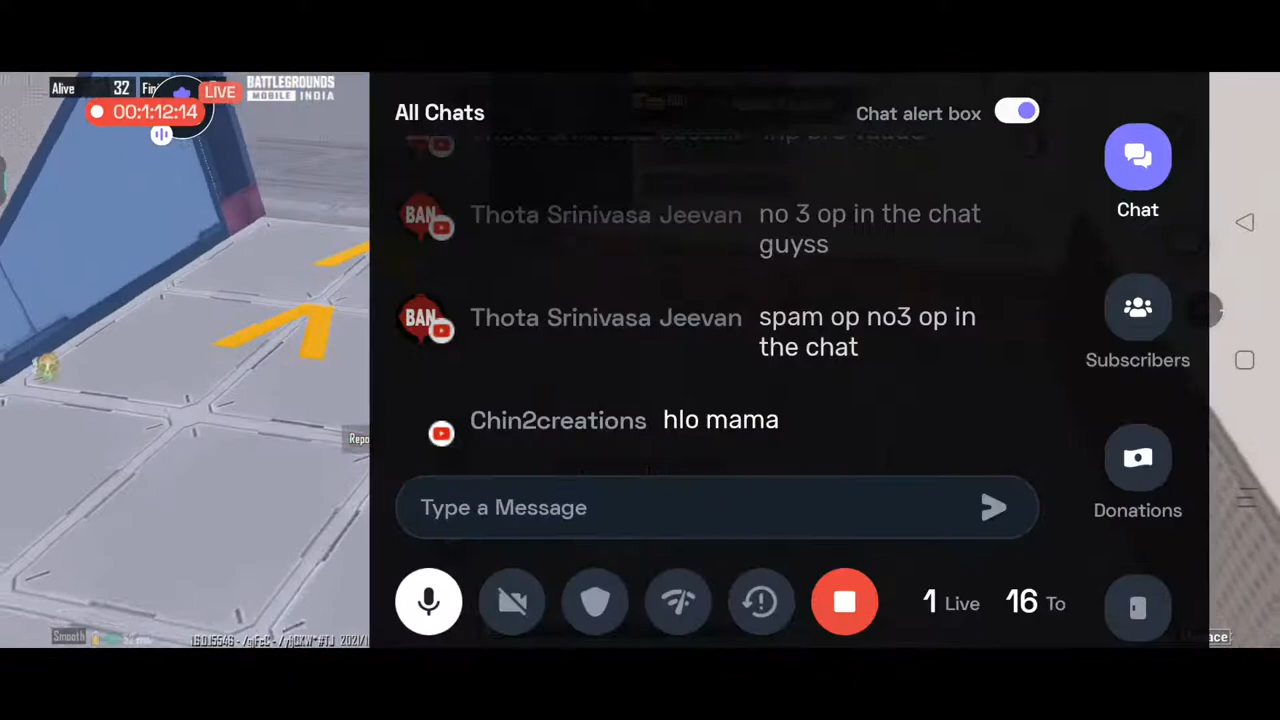 Alive 32
LIVE
BATTLEGROUNDS
MOBILE INDIA
00:1:12:14
All Chats
Chat alert box
Chat
BAN Thota Srinivasa Jeevan no 3 op in the chat
guyss
BAN Thota Srinivasa Jeevan spam op no3 op in
the chat
Subscribers
Chin2creations hlo mama
Repo
Type a Message
Donations
1 Live 16 To
Smooth